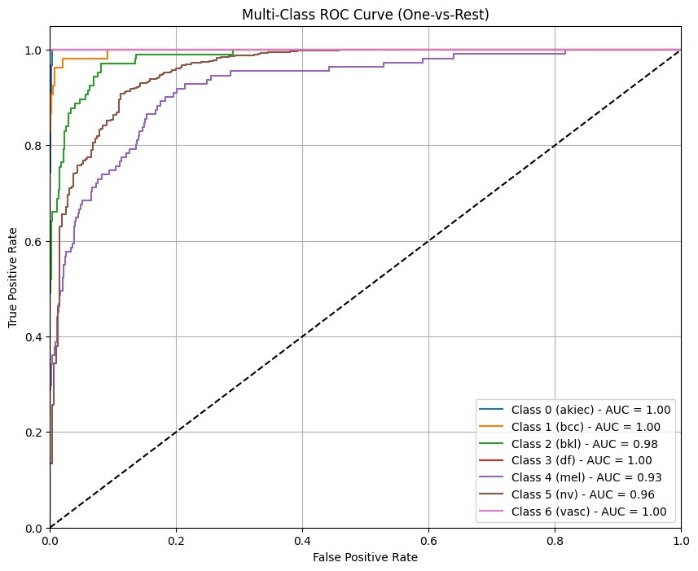 Multi-Class ROC Curve (One-vs-Rest)
1.0
0.8
0.6
0.4
0.2
0.0
True Positive Rate
Class 0 (akiec) - AUC = 1.00
Class 1 (bcc) - AUC = 1.00
Class 2 (bkl) - AUC = 0.98
Class 3 (df) - AUC = 1.00
Class 4 (mel) - AUC = 0.93
Class 5 (nv) - AUC = 0.96
Class 6 (vasc) - AUC = 1.00
0.0 0.2 0.4 0.6 0.8 1.0
False Positive Rate